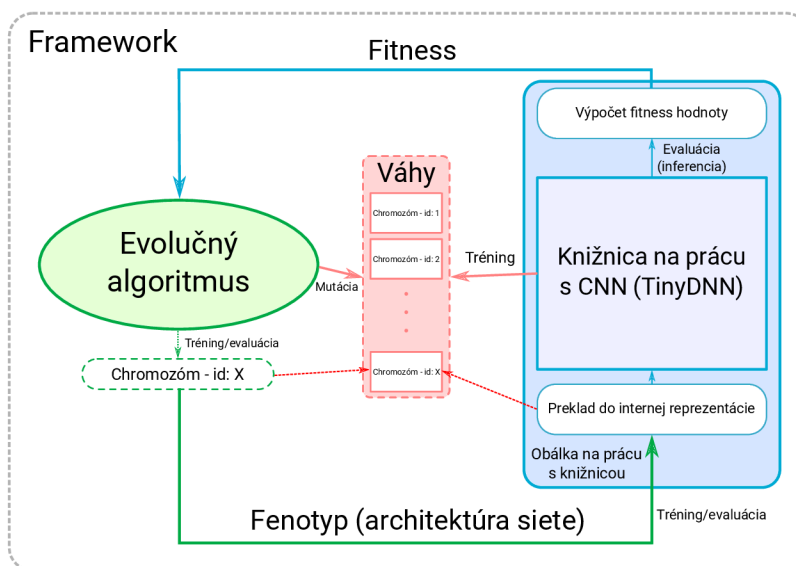 Framework
Fitness
Výpočet fitness hodnoty
Evaluácia
(inferencia)
Váhy
Chromozóm - id: 1
Chromozóm - id: 2
Chromozóm - id: X
Evolučný
algoritmus
Mutácia
Tréning
Knižnica na prácu
s CNN (TinyDNN)
Tréning/evaluácia
Chromozóm - id: X
Preklad do internej reprezentácie
Obálka na prácu
s knižnicou
Fenotyp (architektúra siete)
Tréning/evaluácia